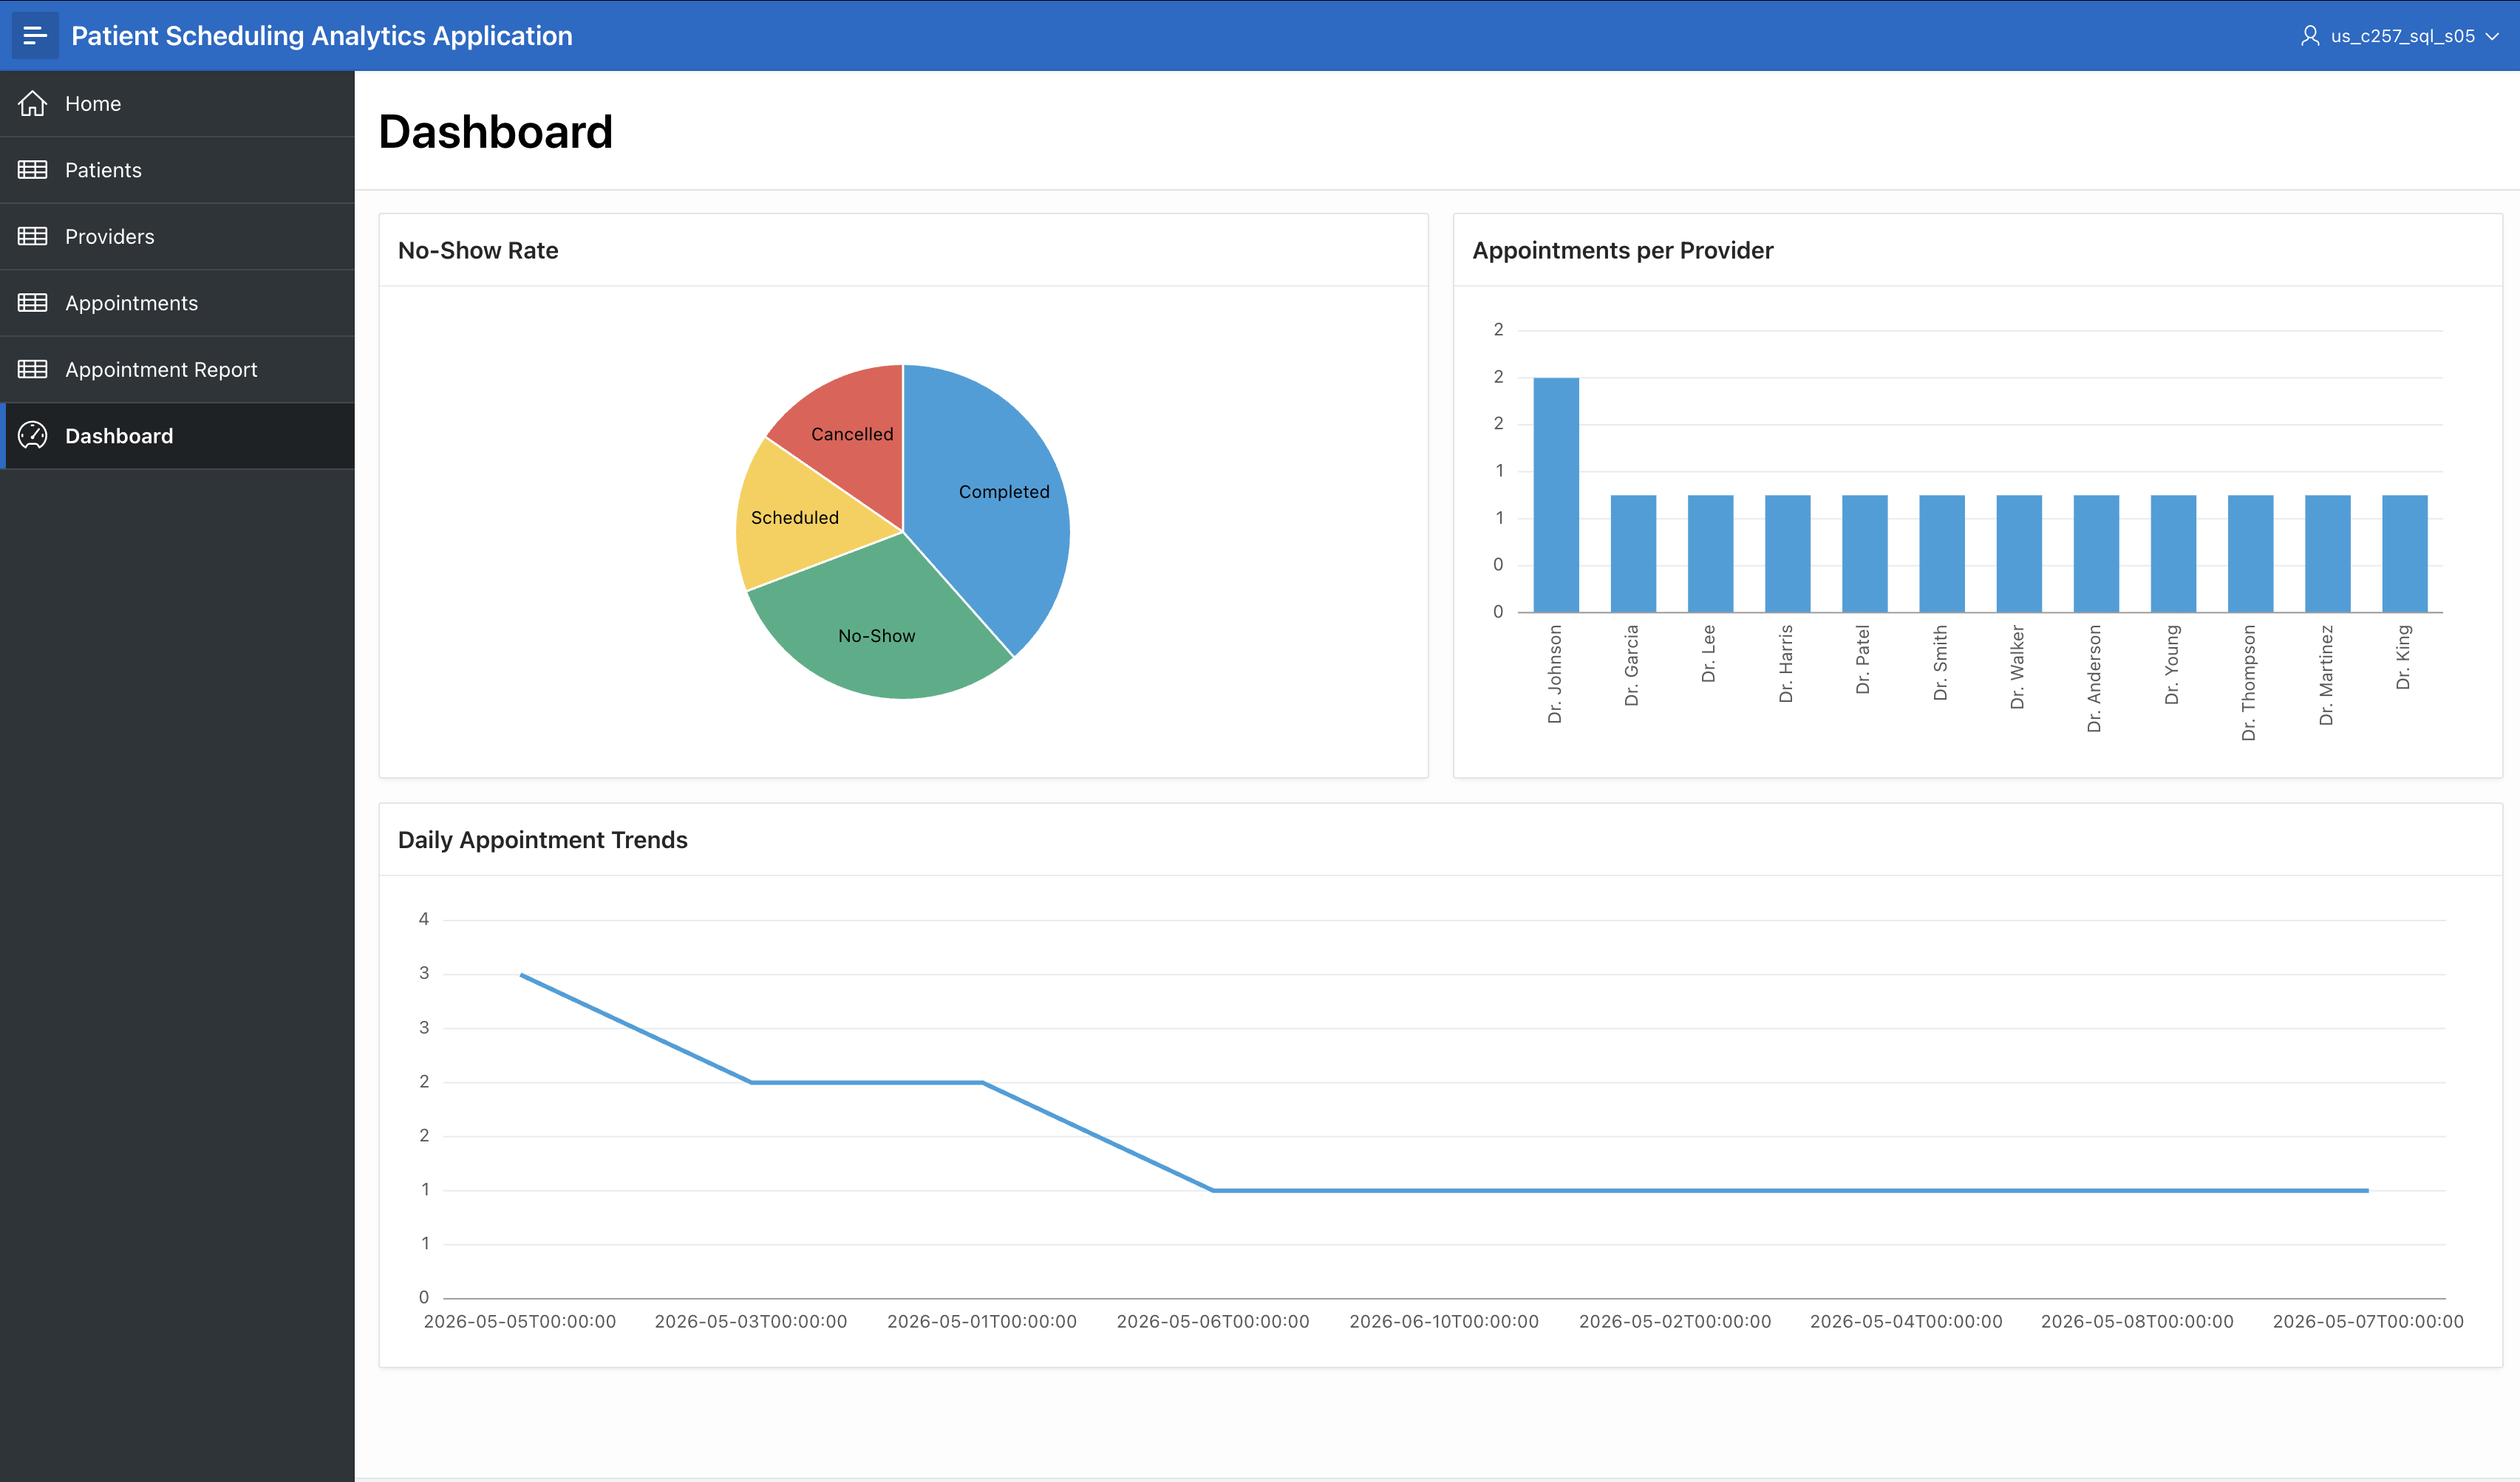 Patient Scheduling Analytics Application
us_c257_sql_s05
Home
Patients
Providers
Appointments
Appointment Report
Dashboard
Dashboard
No-Show Rate
Cancelled
Completed
Scheduled
No-Show
Appointments per Provider
2
2
2
1
1
0
0
Dr. Johnson
Dr. Garcia
Dr. Lee
Dr. Harris
Dr. Patel
Dr. Smith
Dr. Walker
Dr. Anderson
Dr. Young
Dr. Thompson
Dr. Martinez
Dr. King
Daily Appointment Trends
4
3
3
2
2
1
1
0
2026-05-05T00:00:00
2026-05-03T00:00:00
2026-05-01T00:00:00
2026-05-06T00:00:00
2026-06-10T00:00:00
2026-05-02T00:00:00
2026-05-04T00:00:00
2026-05-08T00:00:00
2026-05-07T00:00:00